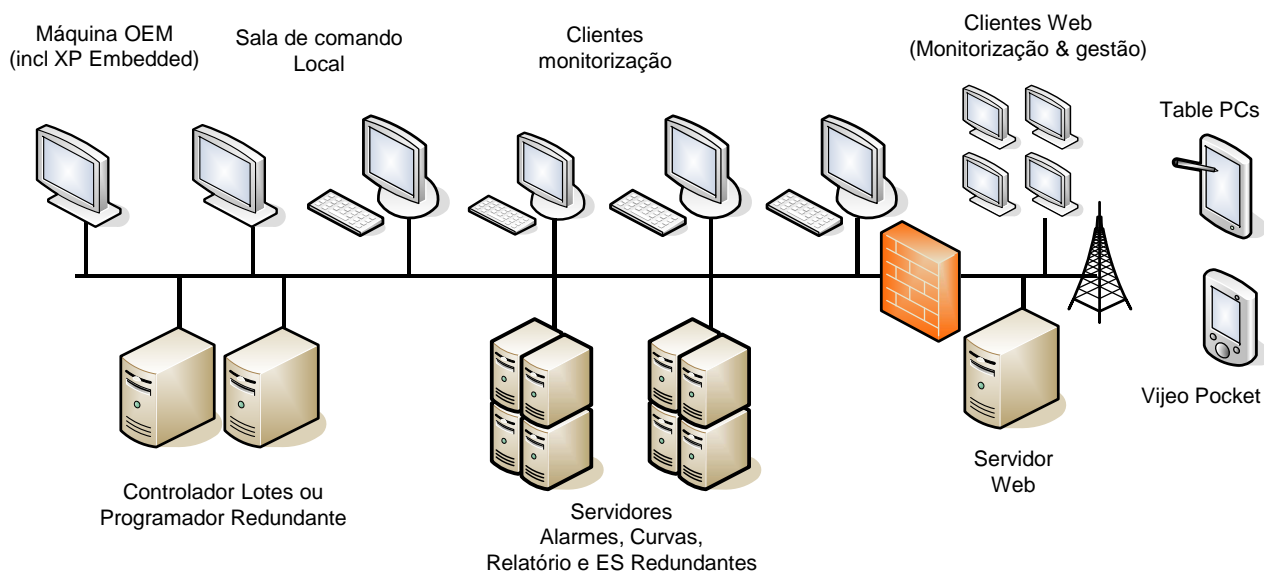 Máquina OEM
(incl XP Embedded)
Sala de comando
Local
Clientes
monitorização
Clientes Web
(Monitorização & gestão)
Table PCs
Vijeo Pocket
Controlador Lotes ou
Programador Redundante
Servidores
Alarmes, Curvas,
Relatório e ES Redundantes
Servidor
Web